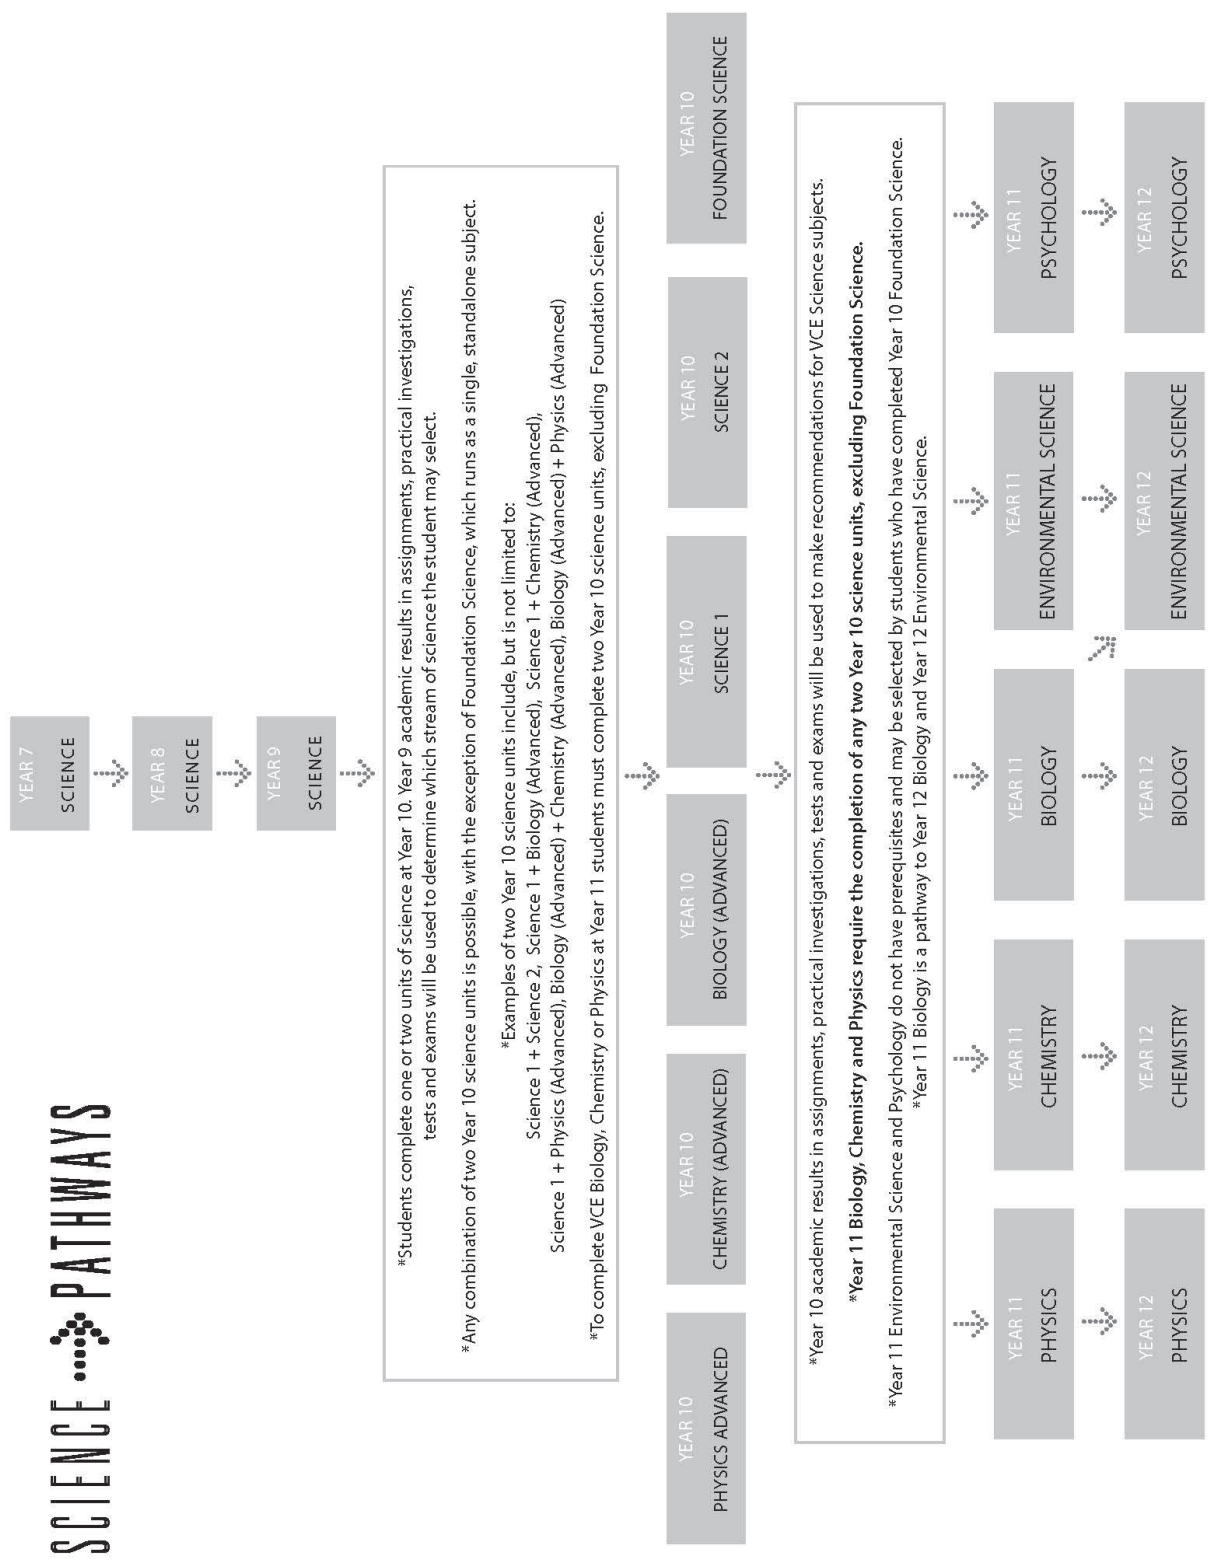 SCIENCE PATHWAYS
YEAR 7
SCIENCE
YEAR 8
SCIENCE
YEAR 9
SCIENCE
*Students complete one or two units of science at Year 10. Year 9 academic results in assignments, practical investigations,
tests and exams will be used to determine which stream of science the student may select.
*Any combination of two Year 10 science units is possible, with the exception of Foundation Science, which runs as a single, standalone subject.
*Examples of two Year 10 science units include, but is not limited to:
Science 1 + Science 2, Science 1 + Biology (Advanced), Science 1 + Chemistry (Advanced),
Science 1 + Physics (Advanced), Biology (Advanced) + Chemistry (Advanced), Biology (Advanced) + Physics (Advanced)
*To complete VCE Biology, Chemistry or Physics at Year 11 students must complete two Year 10 science units, excluding Foundation Science.
YEAR 10
PHYSICS ADVANCED
YEAR 10
CHEMISTRY (ADVANCED)
YEAR 10
BIOLOGY (ADVANCED)
YEAR 10
SCIENCE 1
YEAR 10
SCIENCE 2
YEAR 10
FOUNDATION SCIENCE
*Year 10 academic results in assignments, practical investigations, tests and exams will be used to make recommendations for VCE Science subjects.
*Year 11 Biology, Chemistry and Physics require the completion of any two Year 10 science units, excluding Foundation Science.
*Year 11 Environmental Science and Psychology do not have prerequisites and may be selected by students who have completed Year 10 Foundation Science.
*Year 11 Biology is a pathway to Year 12 Biology and Year 12 Environmental Science.
YEAR 11
PHYSICS
YEAR 11
CHEMISTRY
YEAR 11
BIOLOGY
YEAR 11
ENVIRONMENTAL SCIENCE
YEAR 11
PSYCHOLOGY
YEAR 12
PHYSICS
YEAR 12
CHEMISTRY
YEAR 12
BIOLOGY
YEAR 12
ENVIRONMENTAL SCIENCE
YEAR 12
PSYCHOLOGY